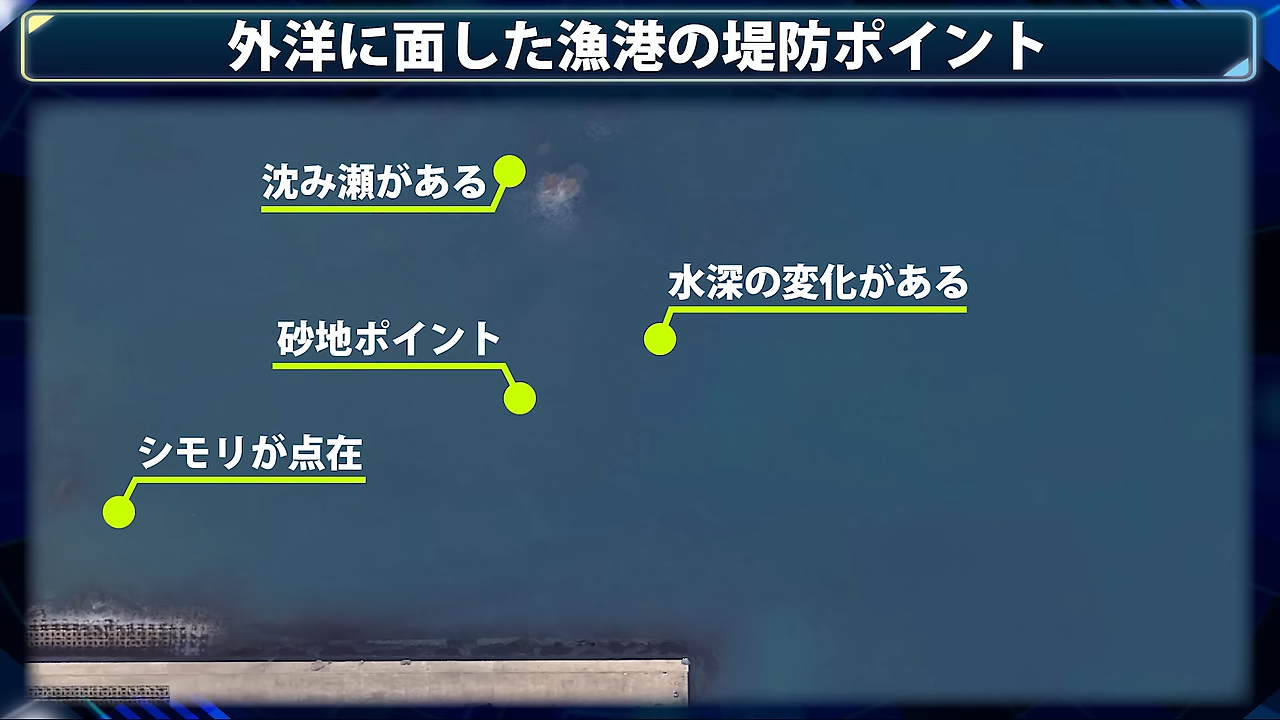 外洋に面した漁港の堤防ポイント
沈み瀬がある
水深の変化がある
砂地ポイント
シモリが点在